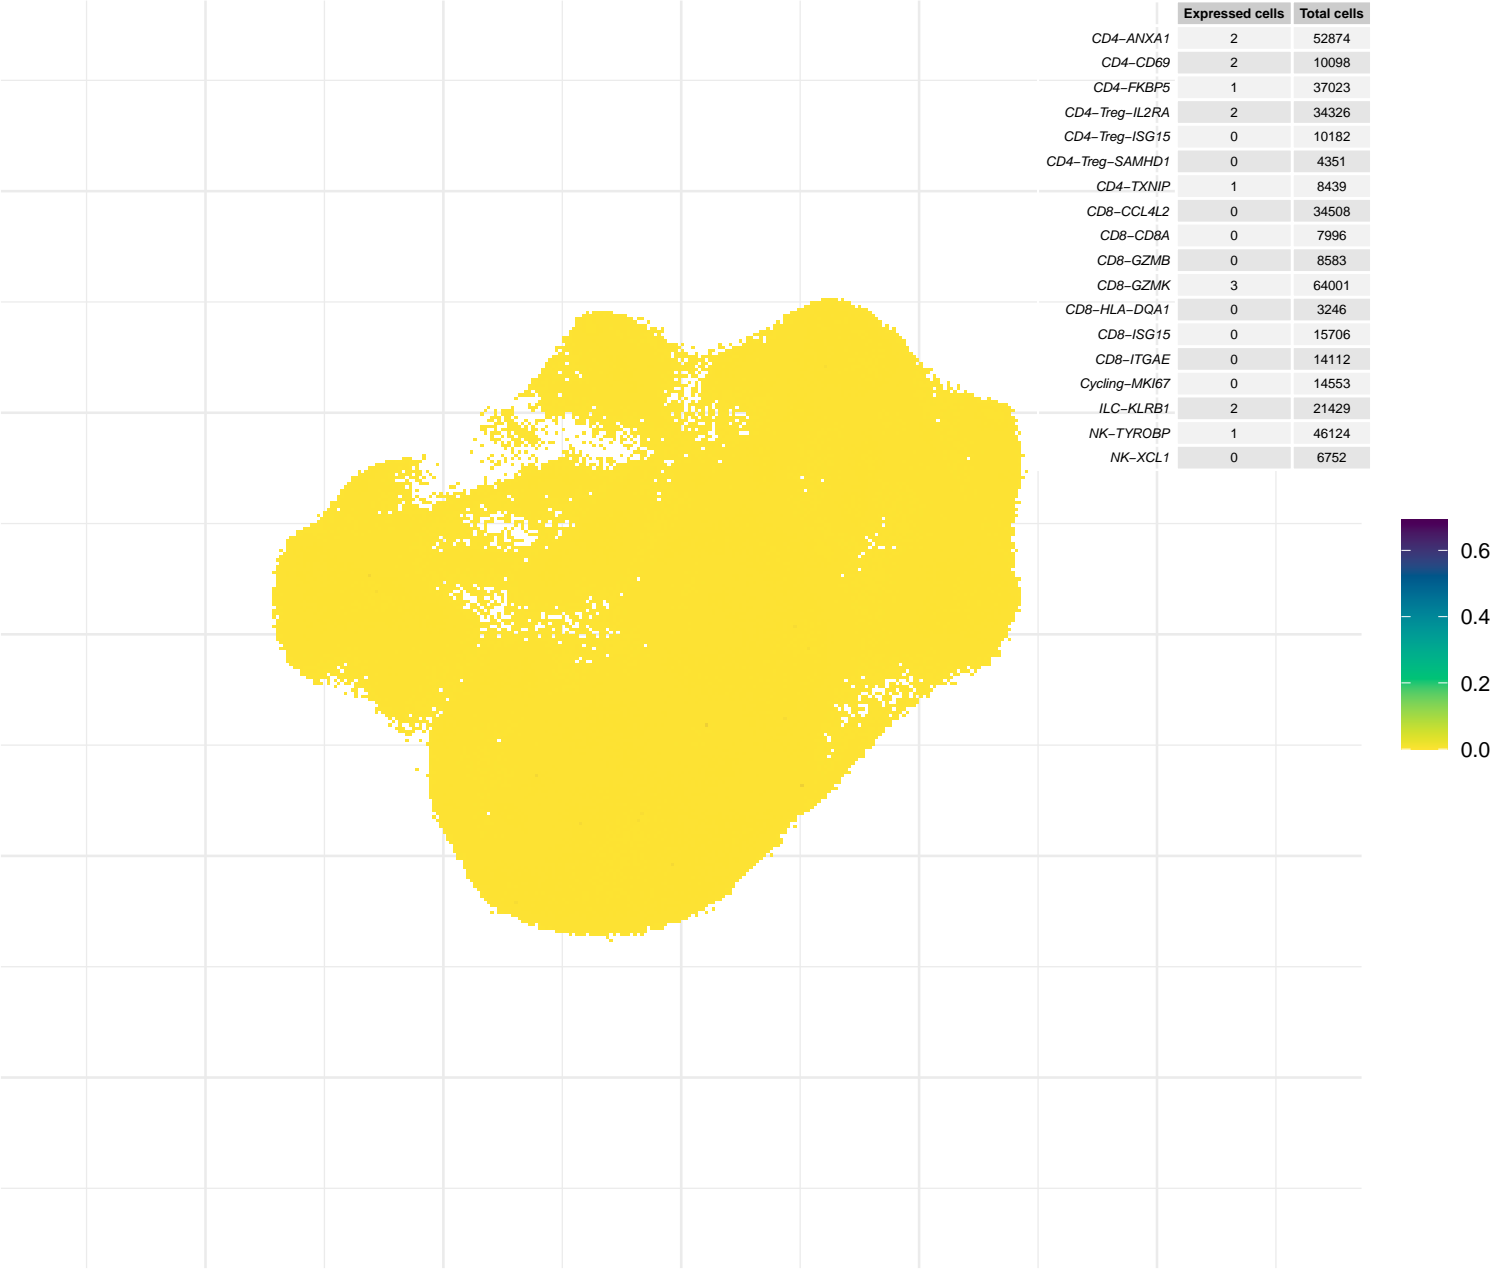 Expressed cells Total cells
CD4−ANXA1 2 52874
CD4−CD69 2 10098
CD4−FKBP5 1 37023
CD4−Treg−IL2RA 2 34326
CD4−Treg−ISG15 0 10182
CD4−Treg−SAMHD1 0 4351
CD4−TXNIP 1 8439
CD8−CCL4L2 0 34508
CD8−CD8A 0 7996
CD8−GZMB 0 8583
CD8−GZMK 3 64001
CD8−HLA−DQA1 0 3246
CD8−ISG15 0 15706
CD8−ITGAE 0 14112
Cycling−MKI67 0 14553
ILC−KLRB1 2 21429
NK−TYROBP 1 46124
NK−XCL1 0 6752
0.6
0.4
0.2
0.0